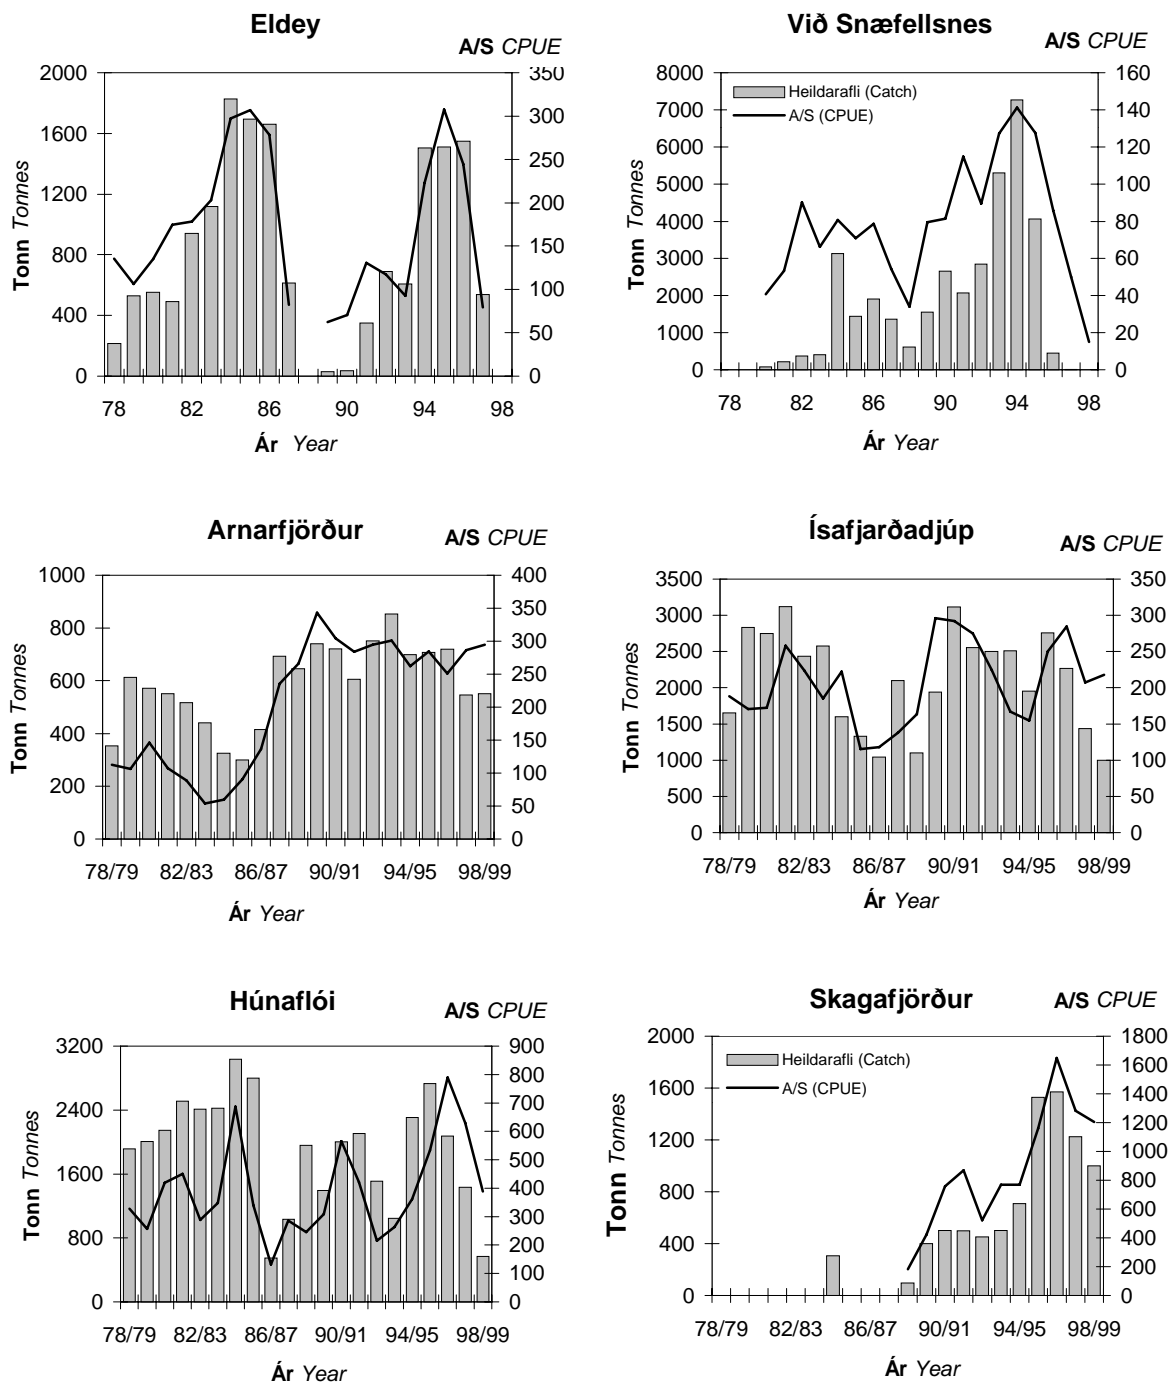 Eldey
A/S CPUE
2000
1600
1200
800
400
0
350
300
250
200
150
100
50
0
Tonn Tonnes
78 82 86 90 94 98
Ár Year
Við Snæfellsnes
A/S CPUE
8000
7000
6000
5000
4000
3000
2000
1000
0
160
140
120
100
80
60
40
20
0
Heildarafli (Catch)
A/S (CPUE)
Tonn Tonnes
78 82 86 90 94 98
Ár Year
Arnarfjörður
A/S CPUE
1000
800
600
400
200
0
400
350
300
250
200
150
100
50
0
Tonn Tonnes
78/79 82/83 86/87 90/91 94/95 98/99
Ár Year
Ísafjarðadjúp
A/S CPUE
3500
3000
2500
2000
1500
1000
500
0
350
300
250
200
150
100
50
0
Tonn Tonnes
78/79 82/83 86/87 90/91 94/95 98/99
Ár Year
Húnaflói
A/S CPUE
3200
2400
1600
800
0
900
800
700
600
500
400
300
200
100
0
Tonn Tonnes
78/79 82/83 86/87 90/91 94/95 98/99
Ár Year
Skagafjörður
A/S CPUE
2000
1600
1200
800
400
0
1800
1600
1400
1200
1000
800
600
400
200
0
Heildarafli (Catch)
A/S (CPUE)
Tonn Tonnes
78/79 82/83 86/87 90/91 94/95 98/99
Ár Year